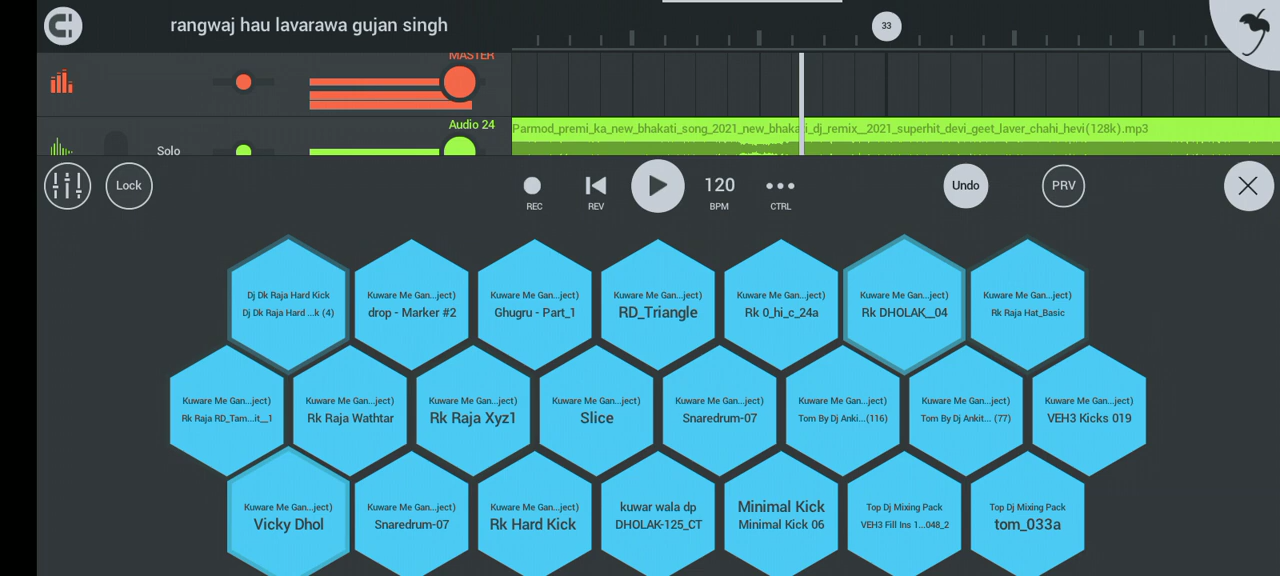 rangwaj hau lavarawa gujan singh
33
MASTER
Audio 24
Parmod_premi_ka_new_bhakati_song_2021_new_bhakati_dj_remix_2021_superhit_devi_geet_laver_chahi_hevi(128k).mp3
Solo
Lock
120
Undo
PRV
REC
REV
BPM
CTRL
Dj Dk Raja Hard Kick
Dj Dk Raja Hard ...k (4)
Kuware Me Gan...ject)
drop - Marker #2
Kuware Me Gan...ject)
Ghugru - Part_1
Kuware Me Gan...ject)
RD_Triangle
Kuware Me Gan...ject)
Rk 0_hi_c_24a
Kuware Me Gan...ject)
Rk DHOLAK__04
Kuware Me Gan...ject)
Rk Raja Hat_Basic
Kuware Me Gan...ject)
Rk Raja RD_Tam...it__1
Kuware Me Gan...ject)
Rk Raja Wathtar
Kuware Me Gan...ject)
Rk Raja Xyz1
Kuware Me Gan...ject)
Slice
Kuware Me Gan...ject)
Snaredrum-07
Kuware Me Gan...ject)
Tom By Dj Anki...(116)
Kuware Me Gan...ject)
Tom By Dj Ankit... (77)
Kuware Me Gan...ject)
VEH3 Kicks 019
Kuware Me Gan...ject)
Vicky Dhol
Kuware Me Gan...ject)
Snaredrum-07
Kuware Me Gan...ject)
Rk Hard Kick
kuwar wala dp
DHOLAK-125_CT
Minimal Kick
Minimal Kick 06
Top Dj Mixing Pack
VEH3 Fill Ins 1...048_2
Top Dj Mixing Pack
tom_033a